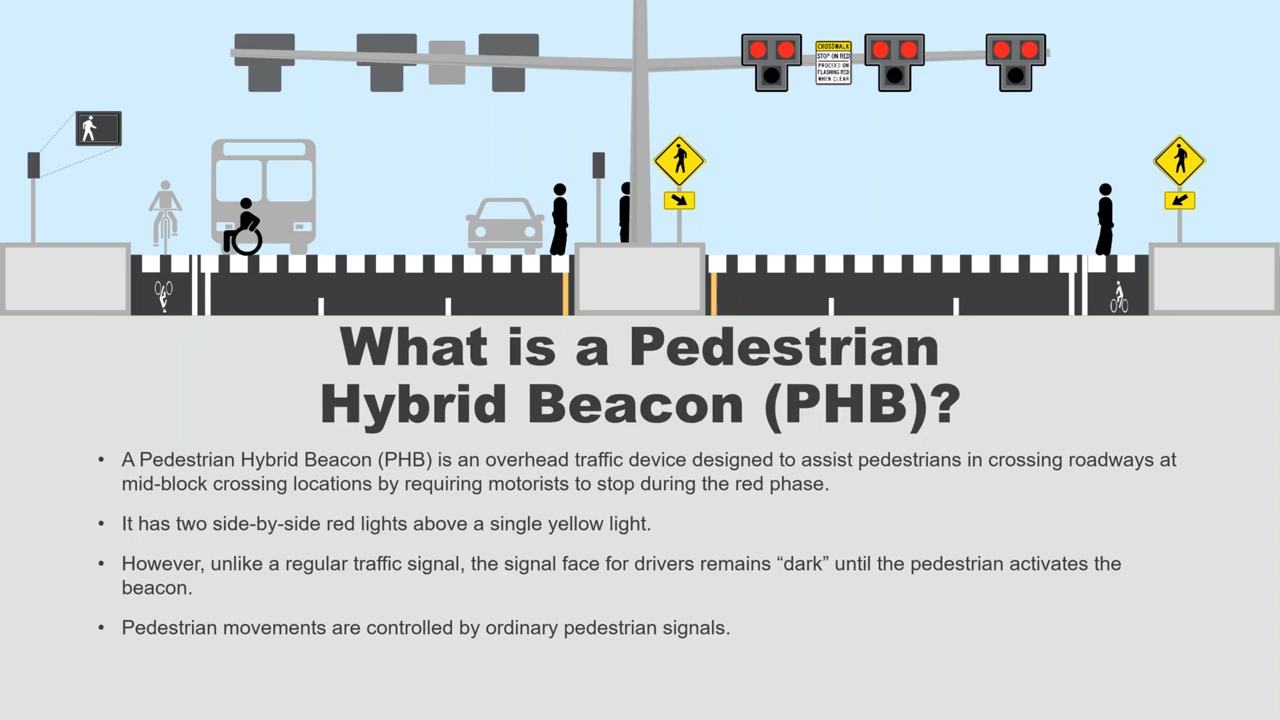 CROSSWALK
STOP ON RED
PROCEED ON
FLASHING RED
WHEN CLEAR
What is a Pedestrian
Hybrid Beacon (PHB)?
• A Pedestrian Hybrid Beacon (PHB) is an overhead traffic device designed to assist pedestrians in crossing roadways at
mid-block crossing locations by requiring motorists to stop during the red phase.
• It has two side-by-side red lights above a single yellow light.
• However, unlike a regular traffic signal, the signal face for drivers remains “dark” until the pedestrian activates the
beacon.
• Pedestrian movements are controlled by ordinary pedestrian signals.